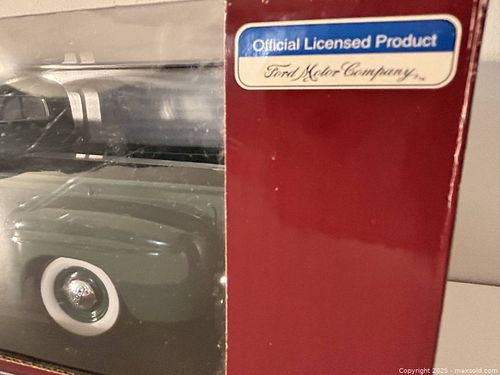 Official Licensed Product
Ford Motor Company
Copyright 2025 - maxsold.com